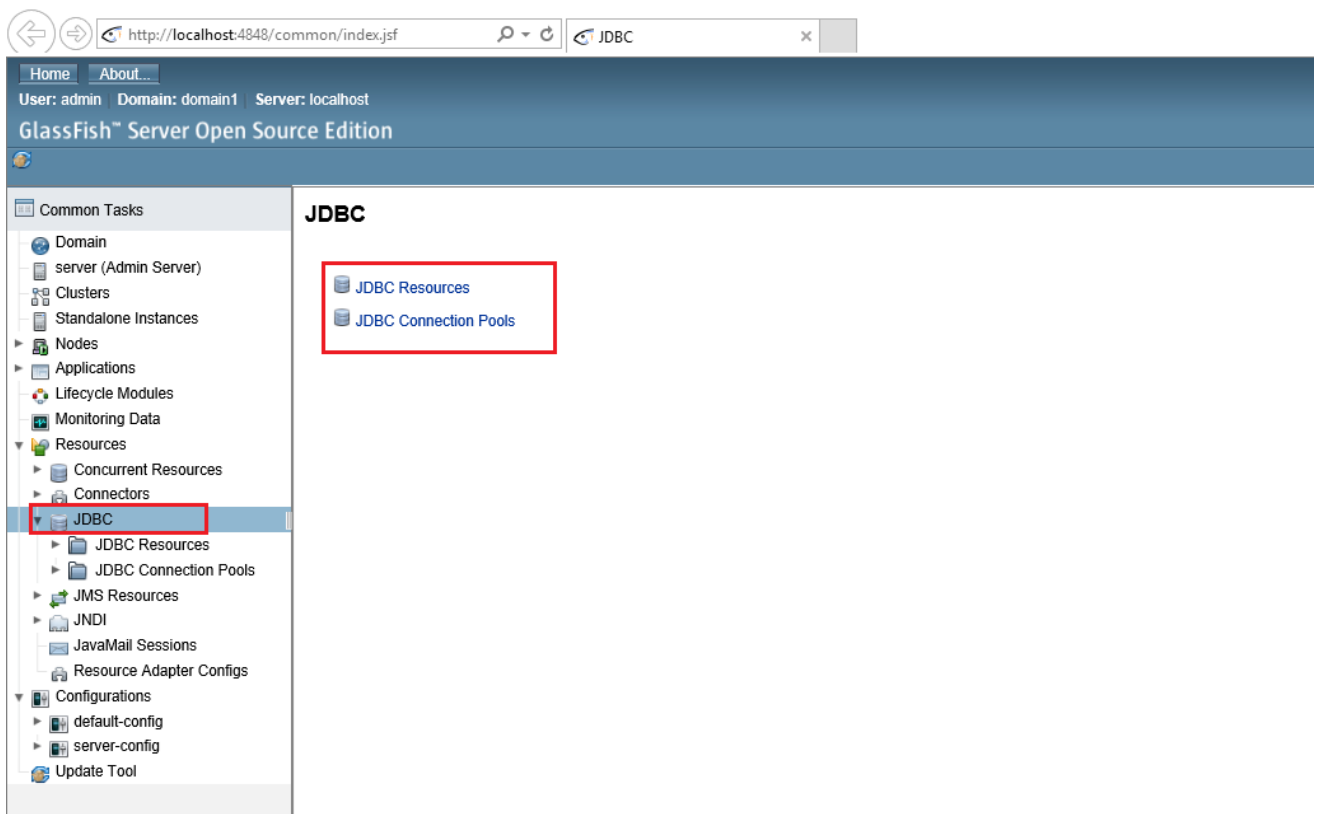 http://localhost:4848/common/index.jsf
JDBC
Home About...
User: admin Domain: domain1 Server: localhost
GlassFish™ Server Open Source Edition
Common Tasks
Domain
server (Admin Server)
Clusters
Standalone Instances
Nodes
Applications
Lifecycle Modules
Monitoring Data
Resources
Concurrent Resources
Connectors
JDBC
JDBC Resources
JDBC Connection Pools
JMS Resources
JNDI
JavaMail Sessions
Resource Adapter Configs
Configurations
default-config
server-config
Update Tool
JDBC
JDBC Resources
JDBC Connection Pools